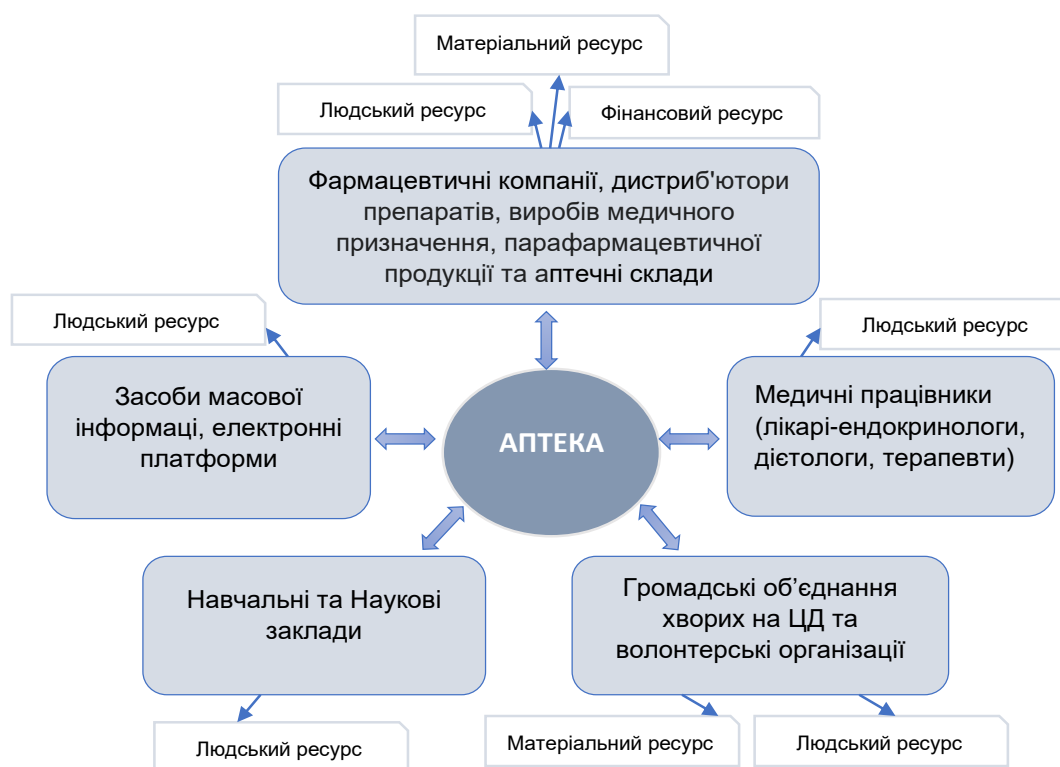 Матеріальний ресурс
Людський ресурс
Фінансовий ресурс
Фармацевтичні компанії, дистриб'ютори
препаратів, виробів медичного
призначення, парафармацевтичної
продукції та аптечні склади
Людський ресурс
Людський ресурс
Засоби масової
інформаці, електронні
платформи
АПТЕКА
Медичні працівники
(лікарі-ендокринологи,
дієтологи, терапевти)
Навчальні та Наукові
заклади
Громадські об’єднання
хворих на ЦД та
волонтерські організації
Людський ресурс
Матеріальний ресурс
Людський ресурс